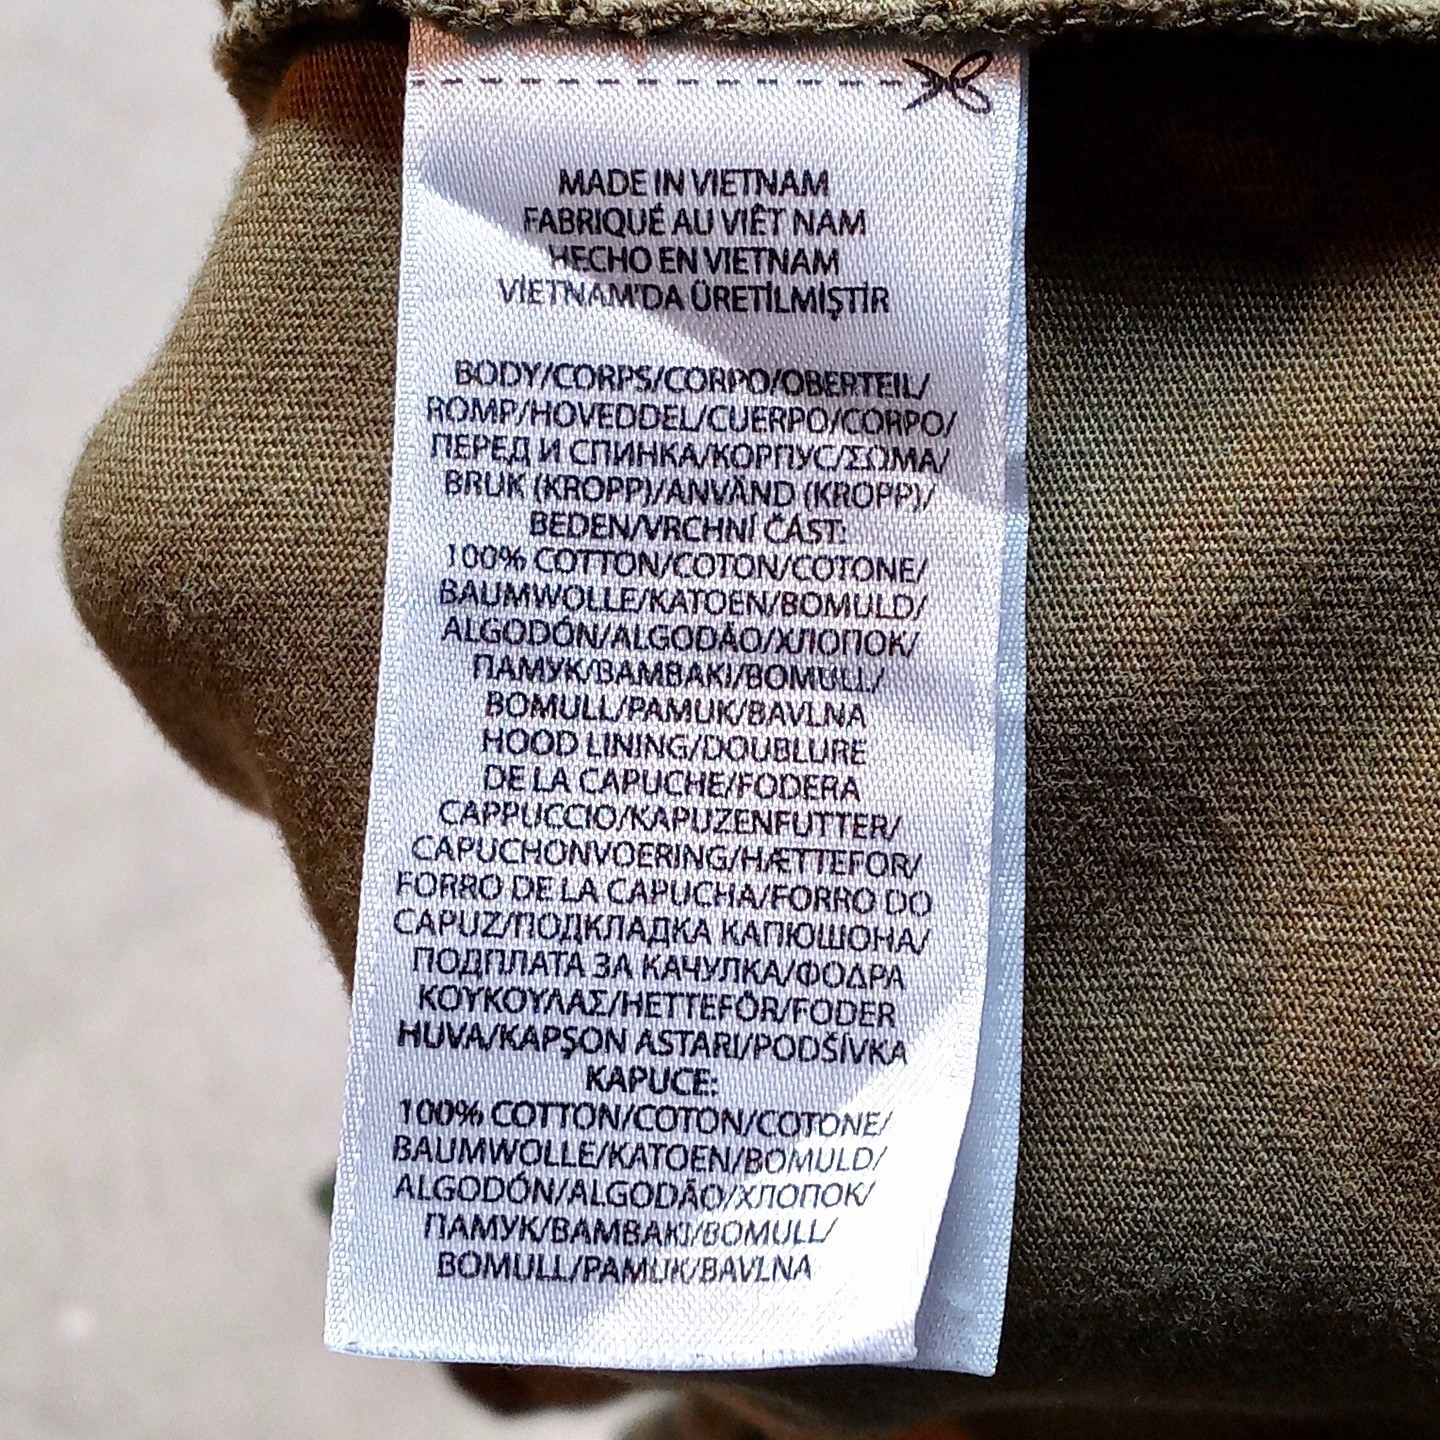 MADE IN VIETNAM
FABRIQUÉ AU VIÊT NAM
HECHO EN VIETNAM
VİETNAM'DA ÜRETİLMİŞTİR
BODY/CORPS/CORPO/OBERTEIL/
ROMP/HOVEDDEL/CUERPO/CORPO/
ПЕРЕД И СПИНКА/КОРПУС/ΣΩΜΑ/
BRUK (KROPP)/ANVÄND (KROPP)/
BEDEN/VRCHNÍ ČÁST:
100% COTTON/COTON/COTONE/
BAUMWOLLE/KATOEN/BOMULD/
ALGODÓN/ALGODÃO/ХЛОПОК/
ПАМУК/ΒΑΜΒΑΚΙ/BOMULL/
BOMULL/PAMUK/BAVLNA
HOOD LINING/DOUBLURE
DE LA CAPUCHE/FODERA
CAPPUCCIO/KAPUZENFUTTER/
CAPUCHONVOERING/HÆTTEFOR/
FORRO DE LA CAPUCHA/FORRO DO
CAPUZ/ПОДКЛАДКА КАПЮШОНА/
ПОДПЛАТА ЗА КАЧУЛКА/ΦΟΔΡΑ
ΚΟΥΚΟΥΛΑΣ/HETTEFÔR/FODER
HUVA/KAPŞON ASTARI/PODŠÍVKA
KAPUCE:
100% COTTON/COTON/COTONE/
BAUMWOLLE/KATOEN/BOMULD/
ALGODÓN/ALGODÃO/ХЛОПОК/
ПАМУК/ΒΑΜΒΑΚΙ/BOMULL/
BOMULL/PAMUK/BAVLNA